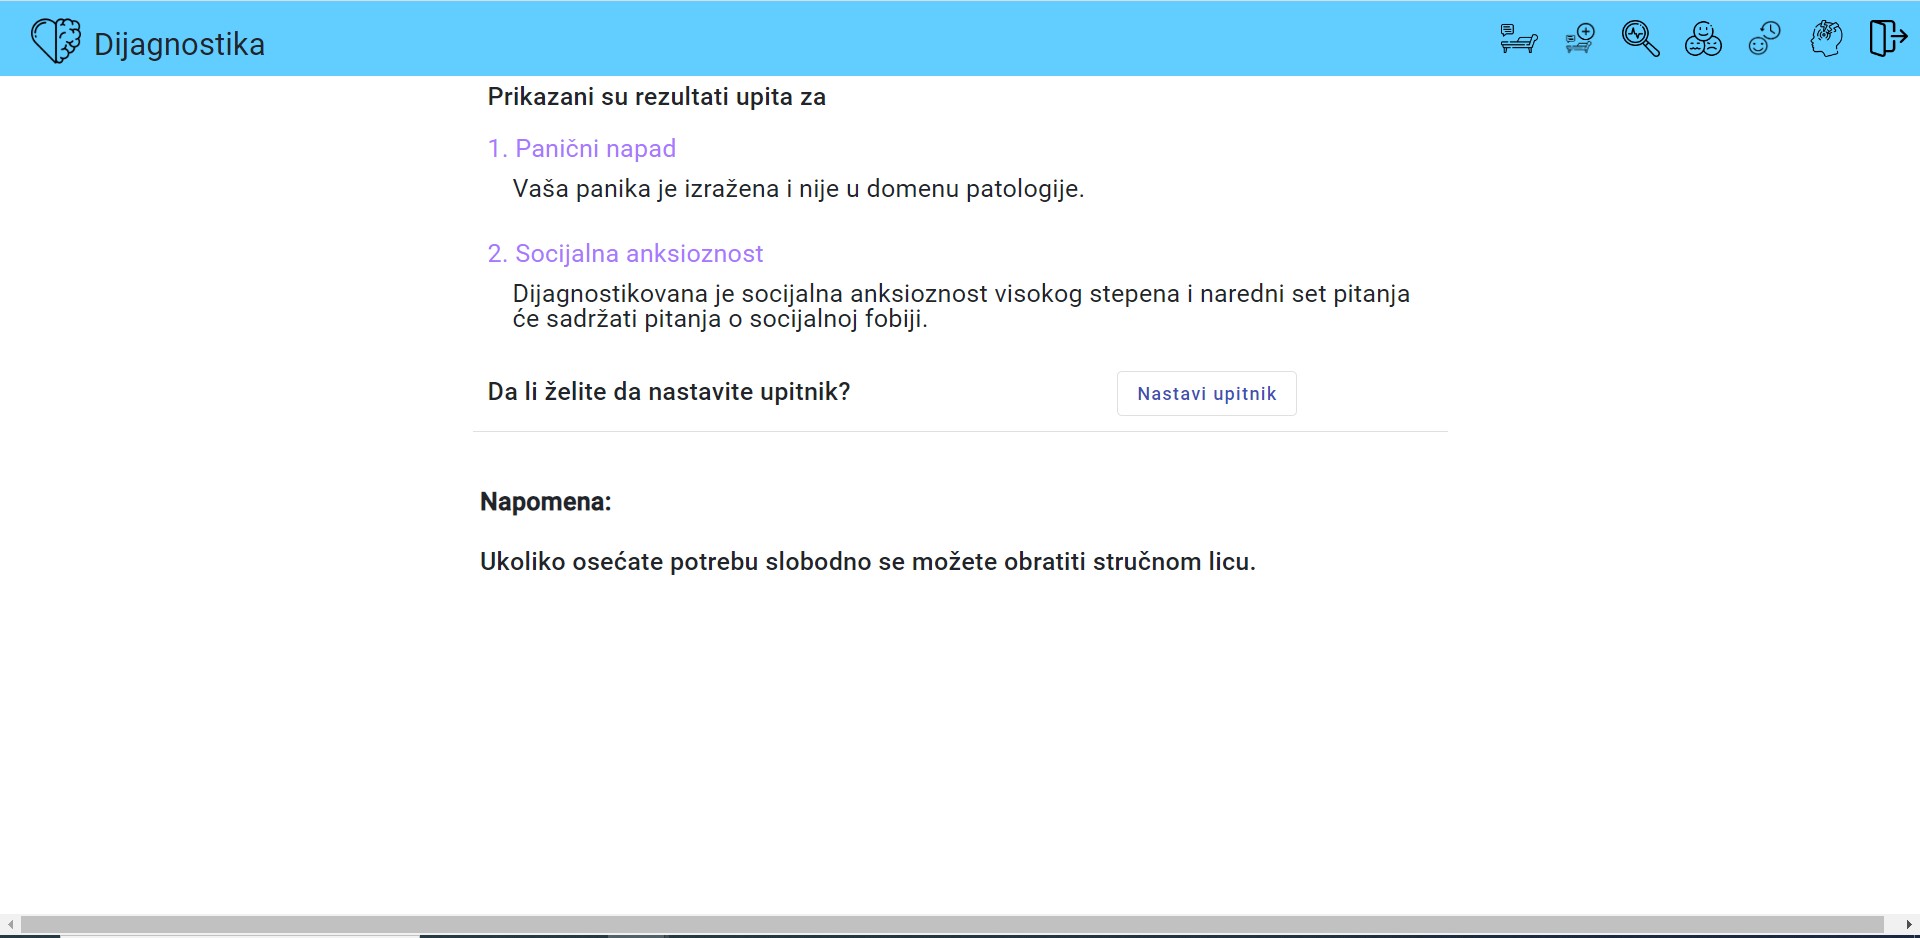 Dijagnostika
Prikazani su rezultati upita za
1. Panični napad
Vaša panika je izražena i nije u domenu patologije.
2. Socijalna anksioznost
Dijagnostikovana je socijalna anksioznost visokog stepena i naredni set pitanja
će sadržati pitanja o socijalnoj fobiji.
Da li želite da nastavite upitnik?
Nastavi upitnik
Napomena:
Ukoliko osećate potrebu slobodno se možete obratiti stručnom licu.